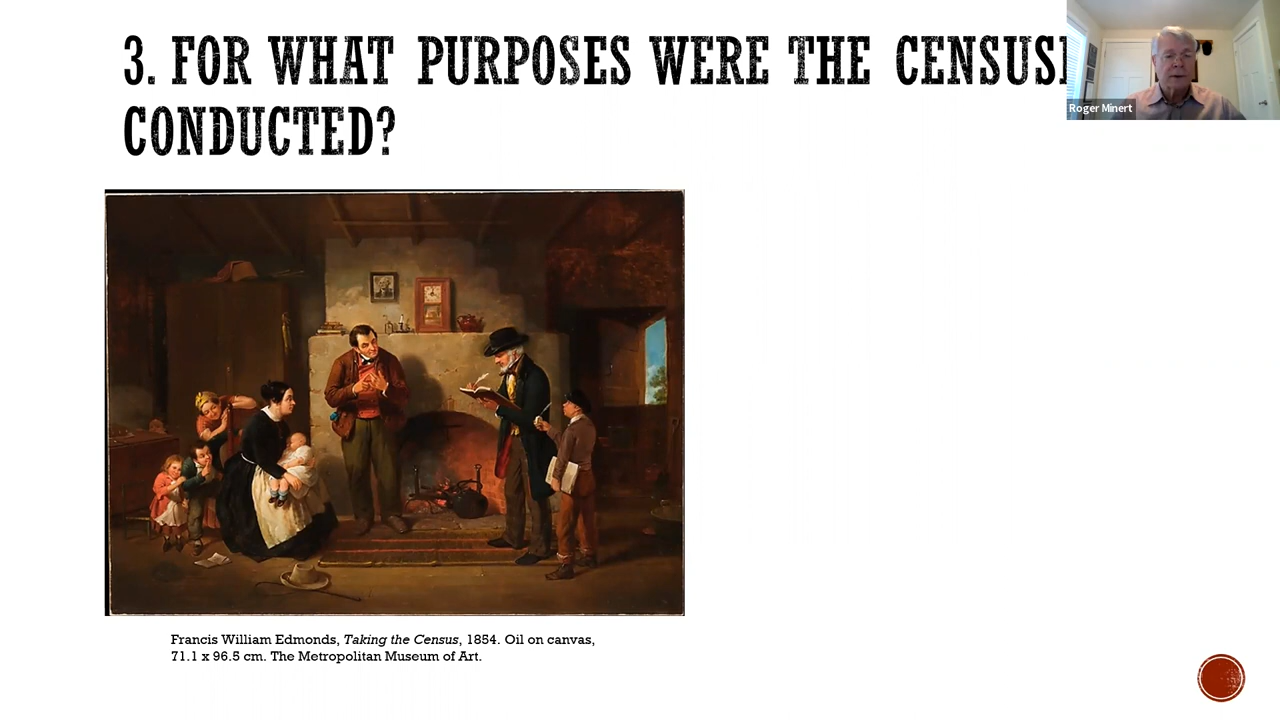 3. FOR WHAT PURPOSES WERE THE
CONDUCTED?
Roger Minert
Francis William Edmonds, Taking the Census, 1854. Oil on canvas,
71.1 x 96.5 cm. The Metropolitan Museum of Art.